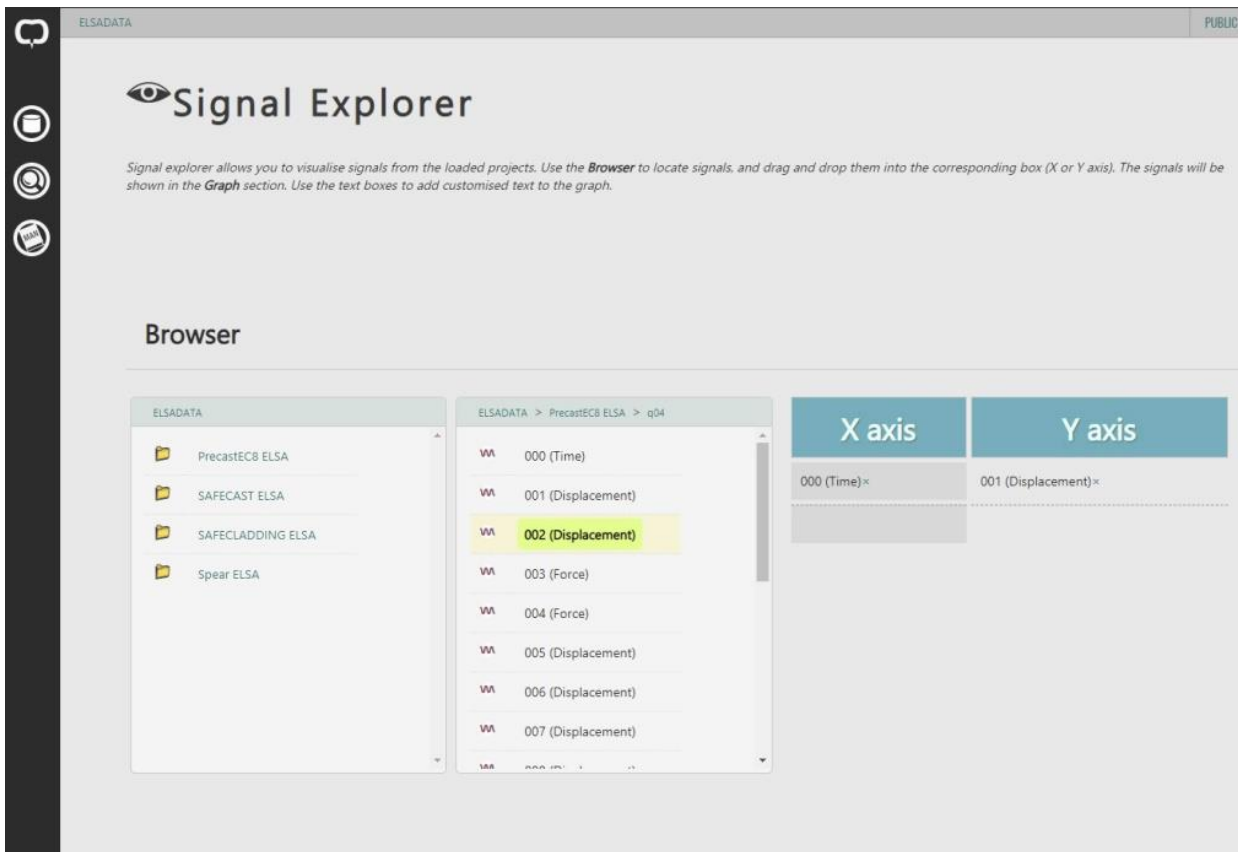 ELSADATA
PUBLIC
Signal Explorer
Signal explorer allows you to visualise signals from the loaded projects. Use the Browser to locate signals. and drag and drop them into the corresponding box (X or Y axis). The signals will be
shown in the Graph section. Use the text boxes to add customised text to the graph.
MAN
Browser
ELSADATA
PrecastEC8 ELSA
SAFECAST ELSA
SAFECLADDING ELSA
Spear ELSA
ELSADATA > PrecastEC8 ELSA > q04
000 (Time)
001 (Displacement)
002 (Displacement)
003 (Force)
004 (Force)
005 (Displacement)
006 (Displacement)
007 (Displacement)
X axis
Y axis
000 (Time)×
001 (Displacement)×